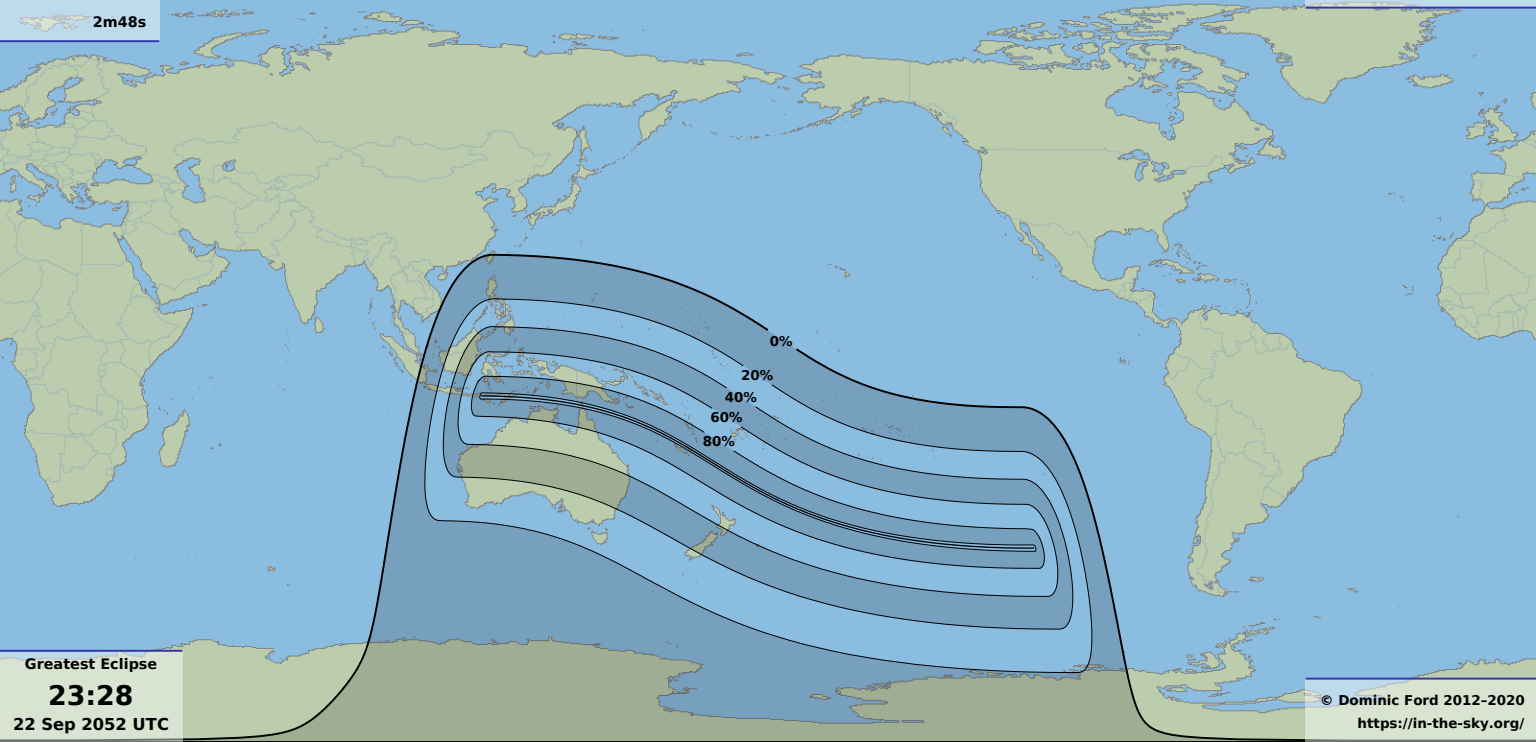 2m48s
0%
20%
40%
60%
80%
Greatest Eclipse
23:28
22 Sep 2052 UTC
© Dominic Ford 2012–2020
https://in-the-sky.org/